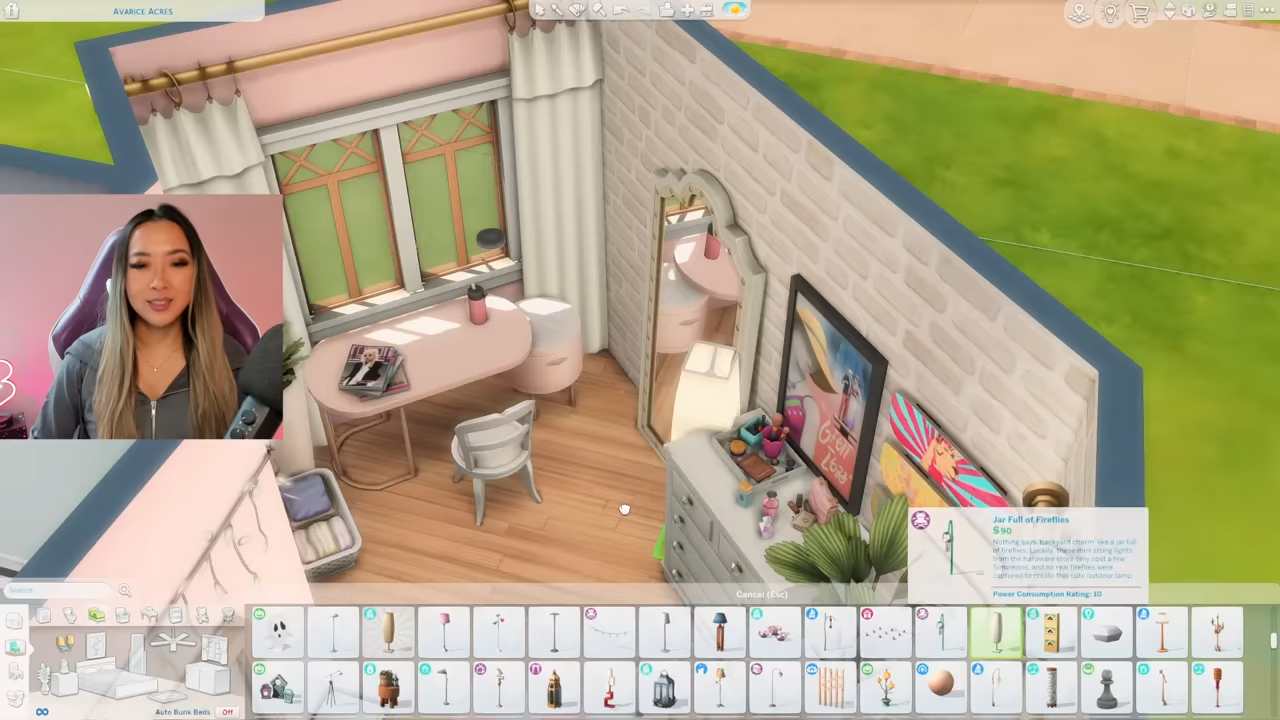 AVARICE ACRES
Jar Full of Fireflies
§90
Nothing says "backyard charm" like a jar full
of fireflies. Luckily, these mini string lights
from the hardware store only cost a few
Simoleons, and no real fireflies were
captured to create this cute outdoor lamp
Power Consumption Rating: 10
Cancel (Esc)
Search
Auto Bunk Beds
Off